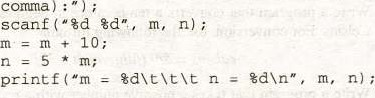 comma):");
scanf("%d %d", m, n);
m = m + 10;
n = 5 * m;
printf("m = %d\t\t\t n = %d\n", m, n);